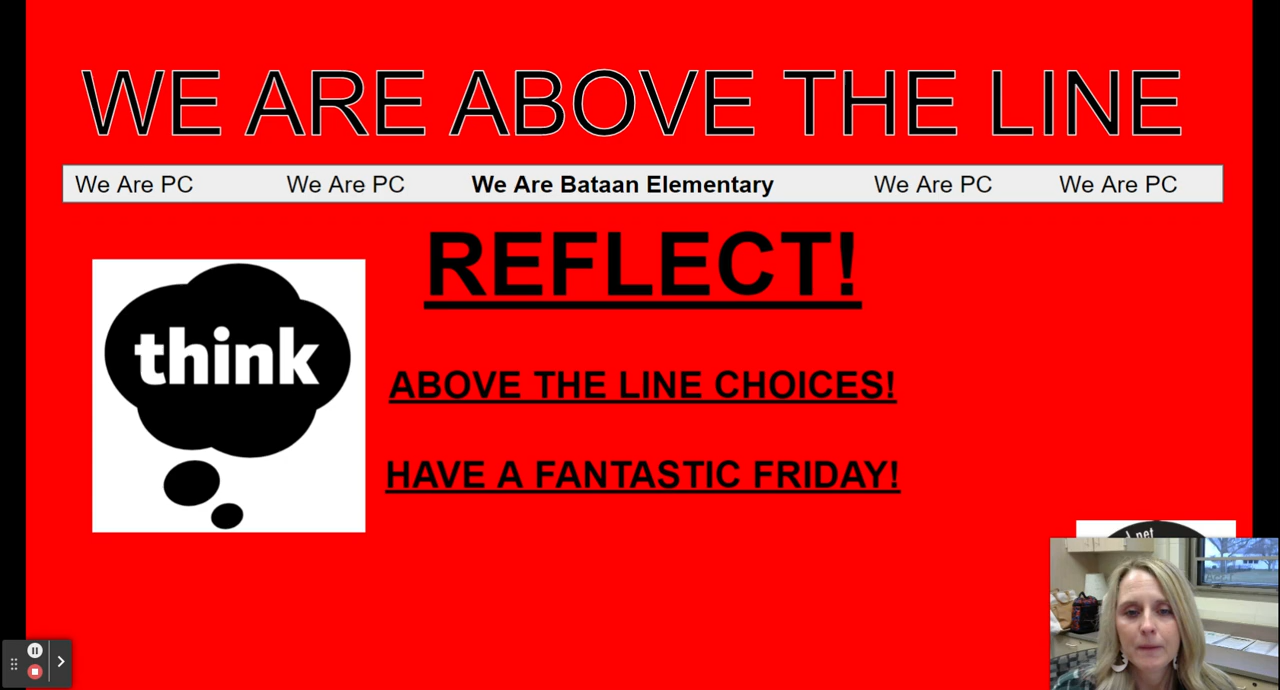 WE ARE ABOVE THE LINE
We Are PC We Are PC We Are Bataan Elementary We Are PC We Are PC
REFLECT!
think
ABOVE THE LINE CHOICES!
HAVE A FANTASTIC FRIDAY!